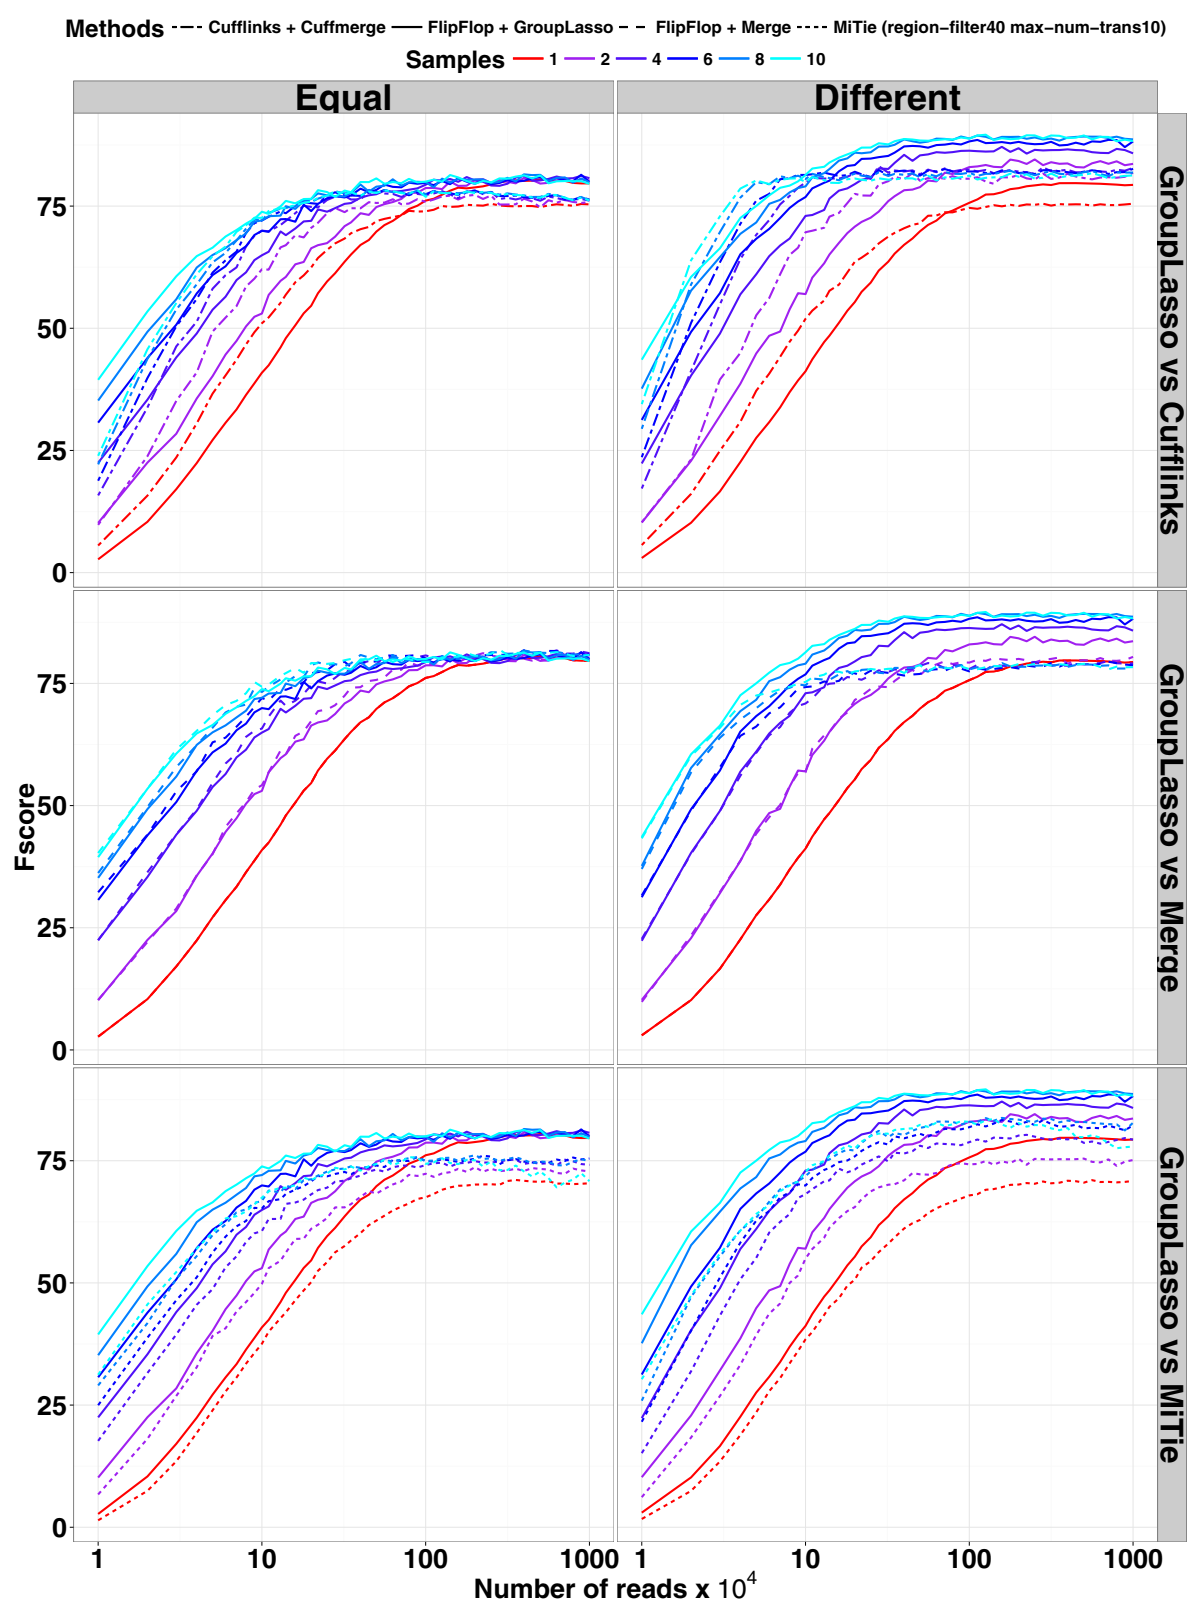 Methods Cufflinks + Cuffmerge FlipFlop + GroupLasso FlipFlop + Merge MiTie (region−filter40 max−num−trans10)
Samples 1 2 4 6 8 10
Equal Different
75
50
25
0
GroupLasso vs Cufflinks
75
50
25
0
GroupLasso vs Merge
Fscore
75
50
25
0
GroupLasso vs MiTie
1 10 100 1000 1 10 100 1000
Number of reads x 10⁴